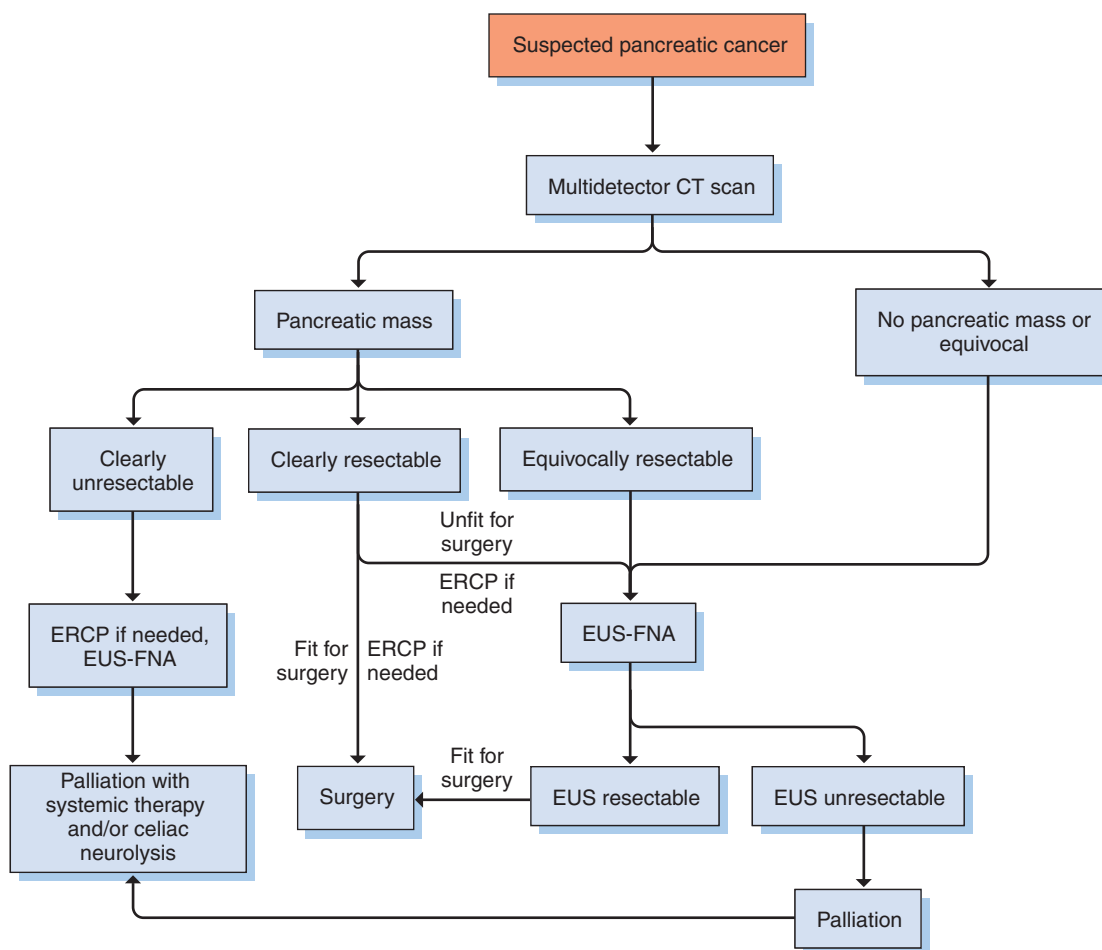 Suspected pancreatic cancer
Multidetector CT scan
Pancreatic mass
No pancreatic mass or
equivocal
Clearly
unresectable
Clearly resectable
Equivocally resectable
Unfit for
surgery
ERCP if
needed
ERCP if needed,
EUS-FNA
Fit for
surgery
ERCP if
needed
EUS-FNA
Palliation with
systemic therapy
and/or celiac
neurolysis
Surgery
Fit for
surgery
EUS resectable
EUS unresectable
Palliation